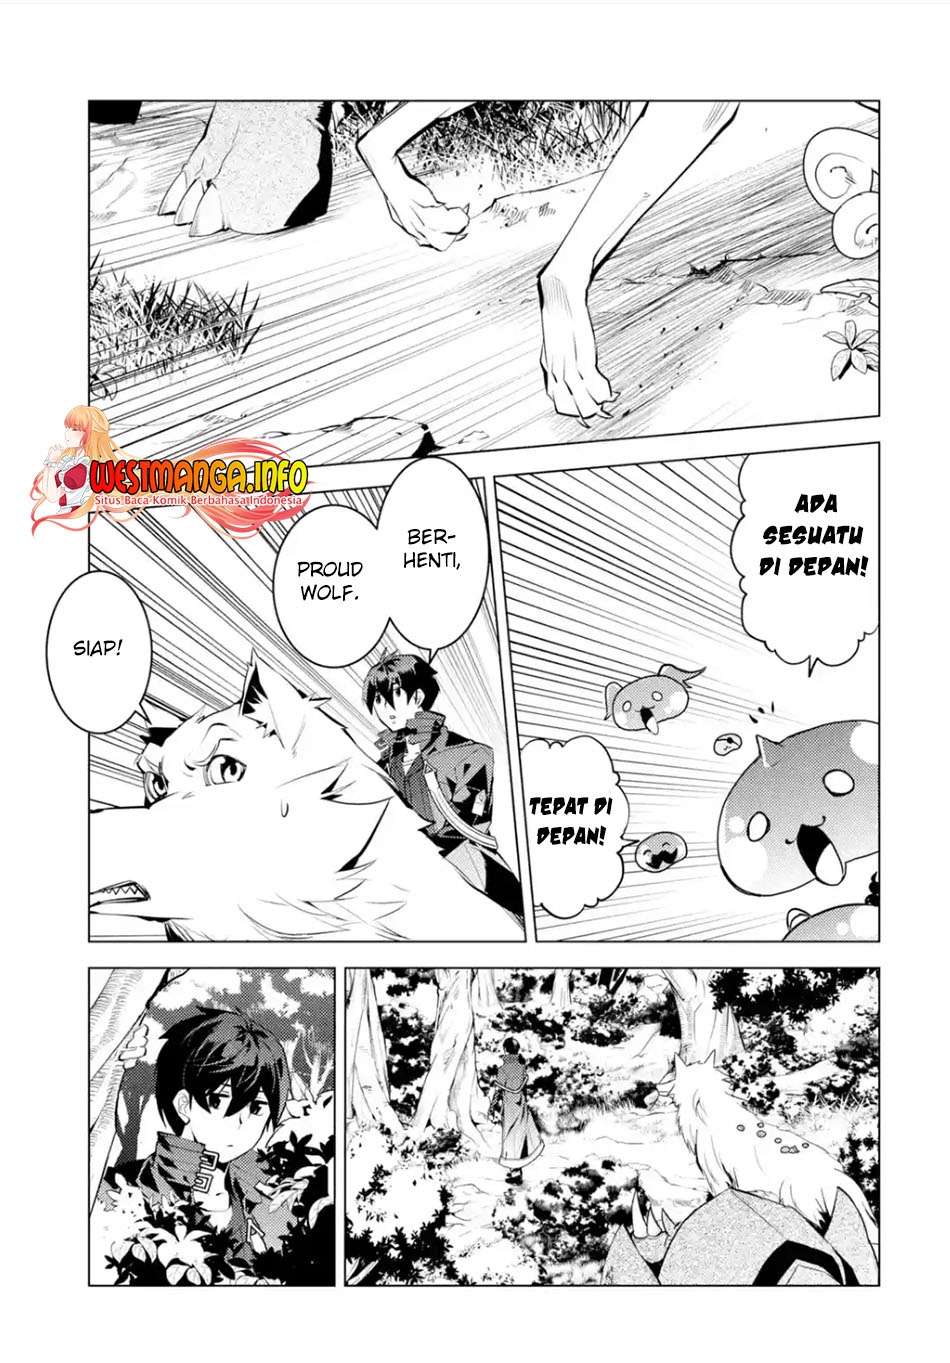 WESTMANGA.INFO
Situs Baca Komik Berbahasa Indonesia
ADA
SESUATU
DI DEPAN!
TEPAT DI
DEPAN!
BER-
HENTI,
PROUD
WOLF.
SIAP!